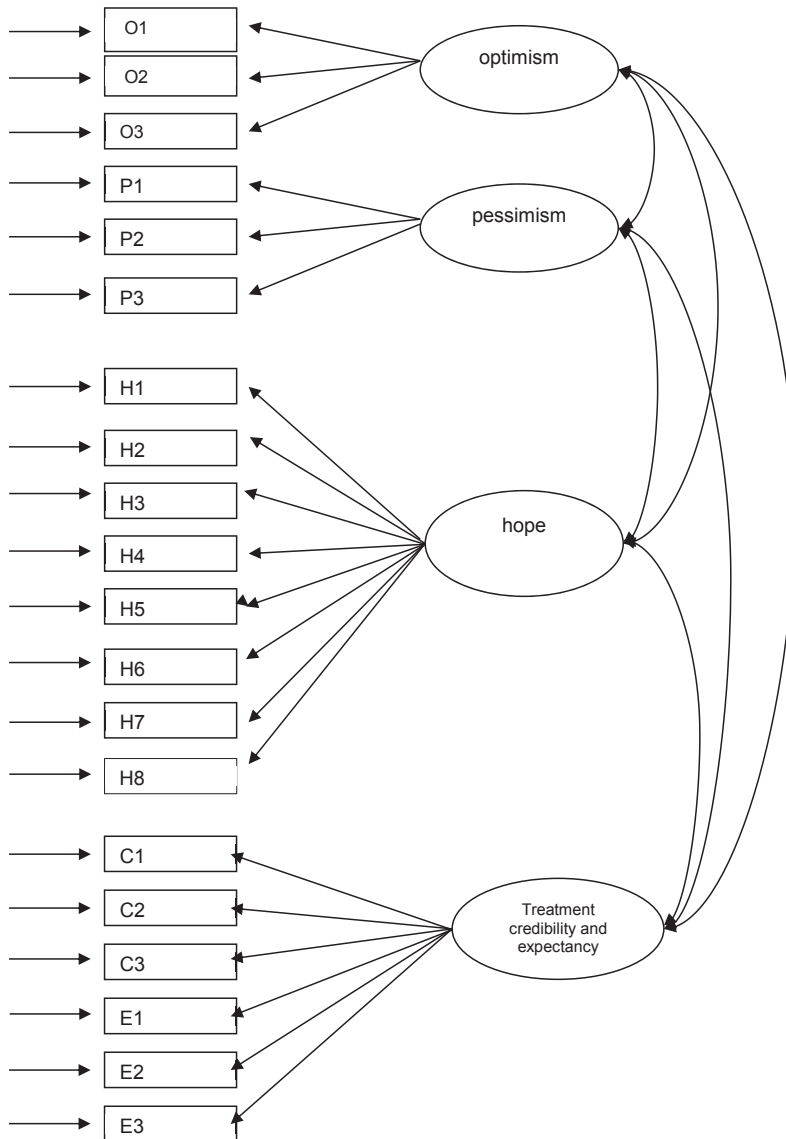 O1
optimism
O2
O3
P1
pessimism
P2
P3
H1
H2
H3
hope
H4
H5
H6
H7
H8
C1
C2
Treatment
credibility and
expectancy
C3
E1
E2
E3